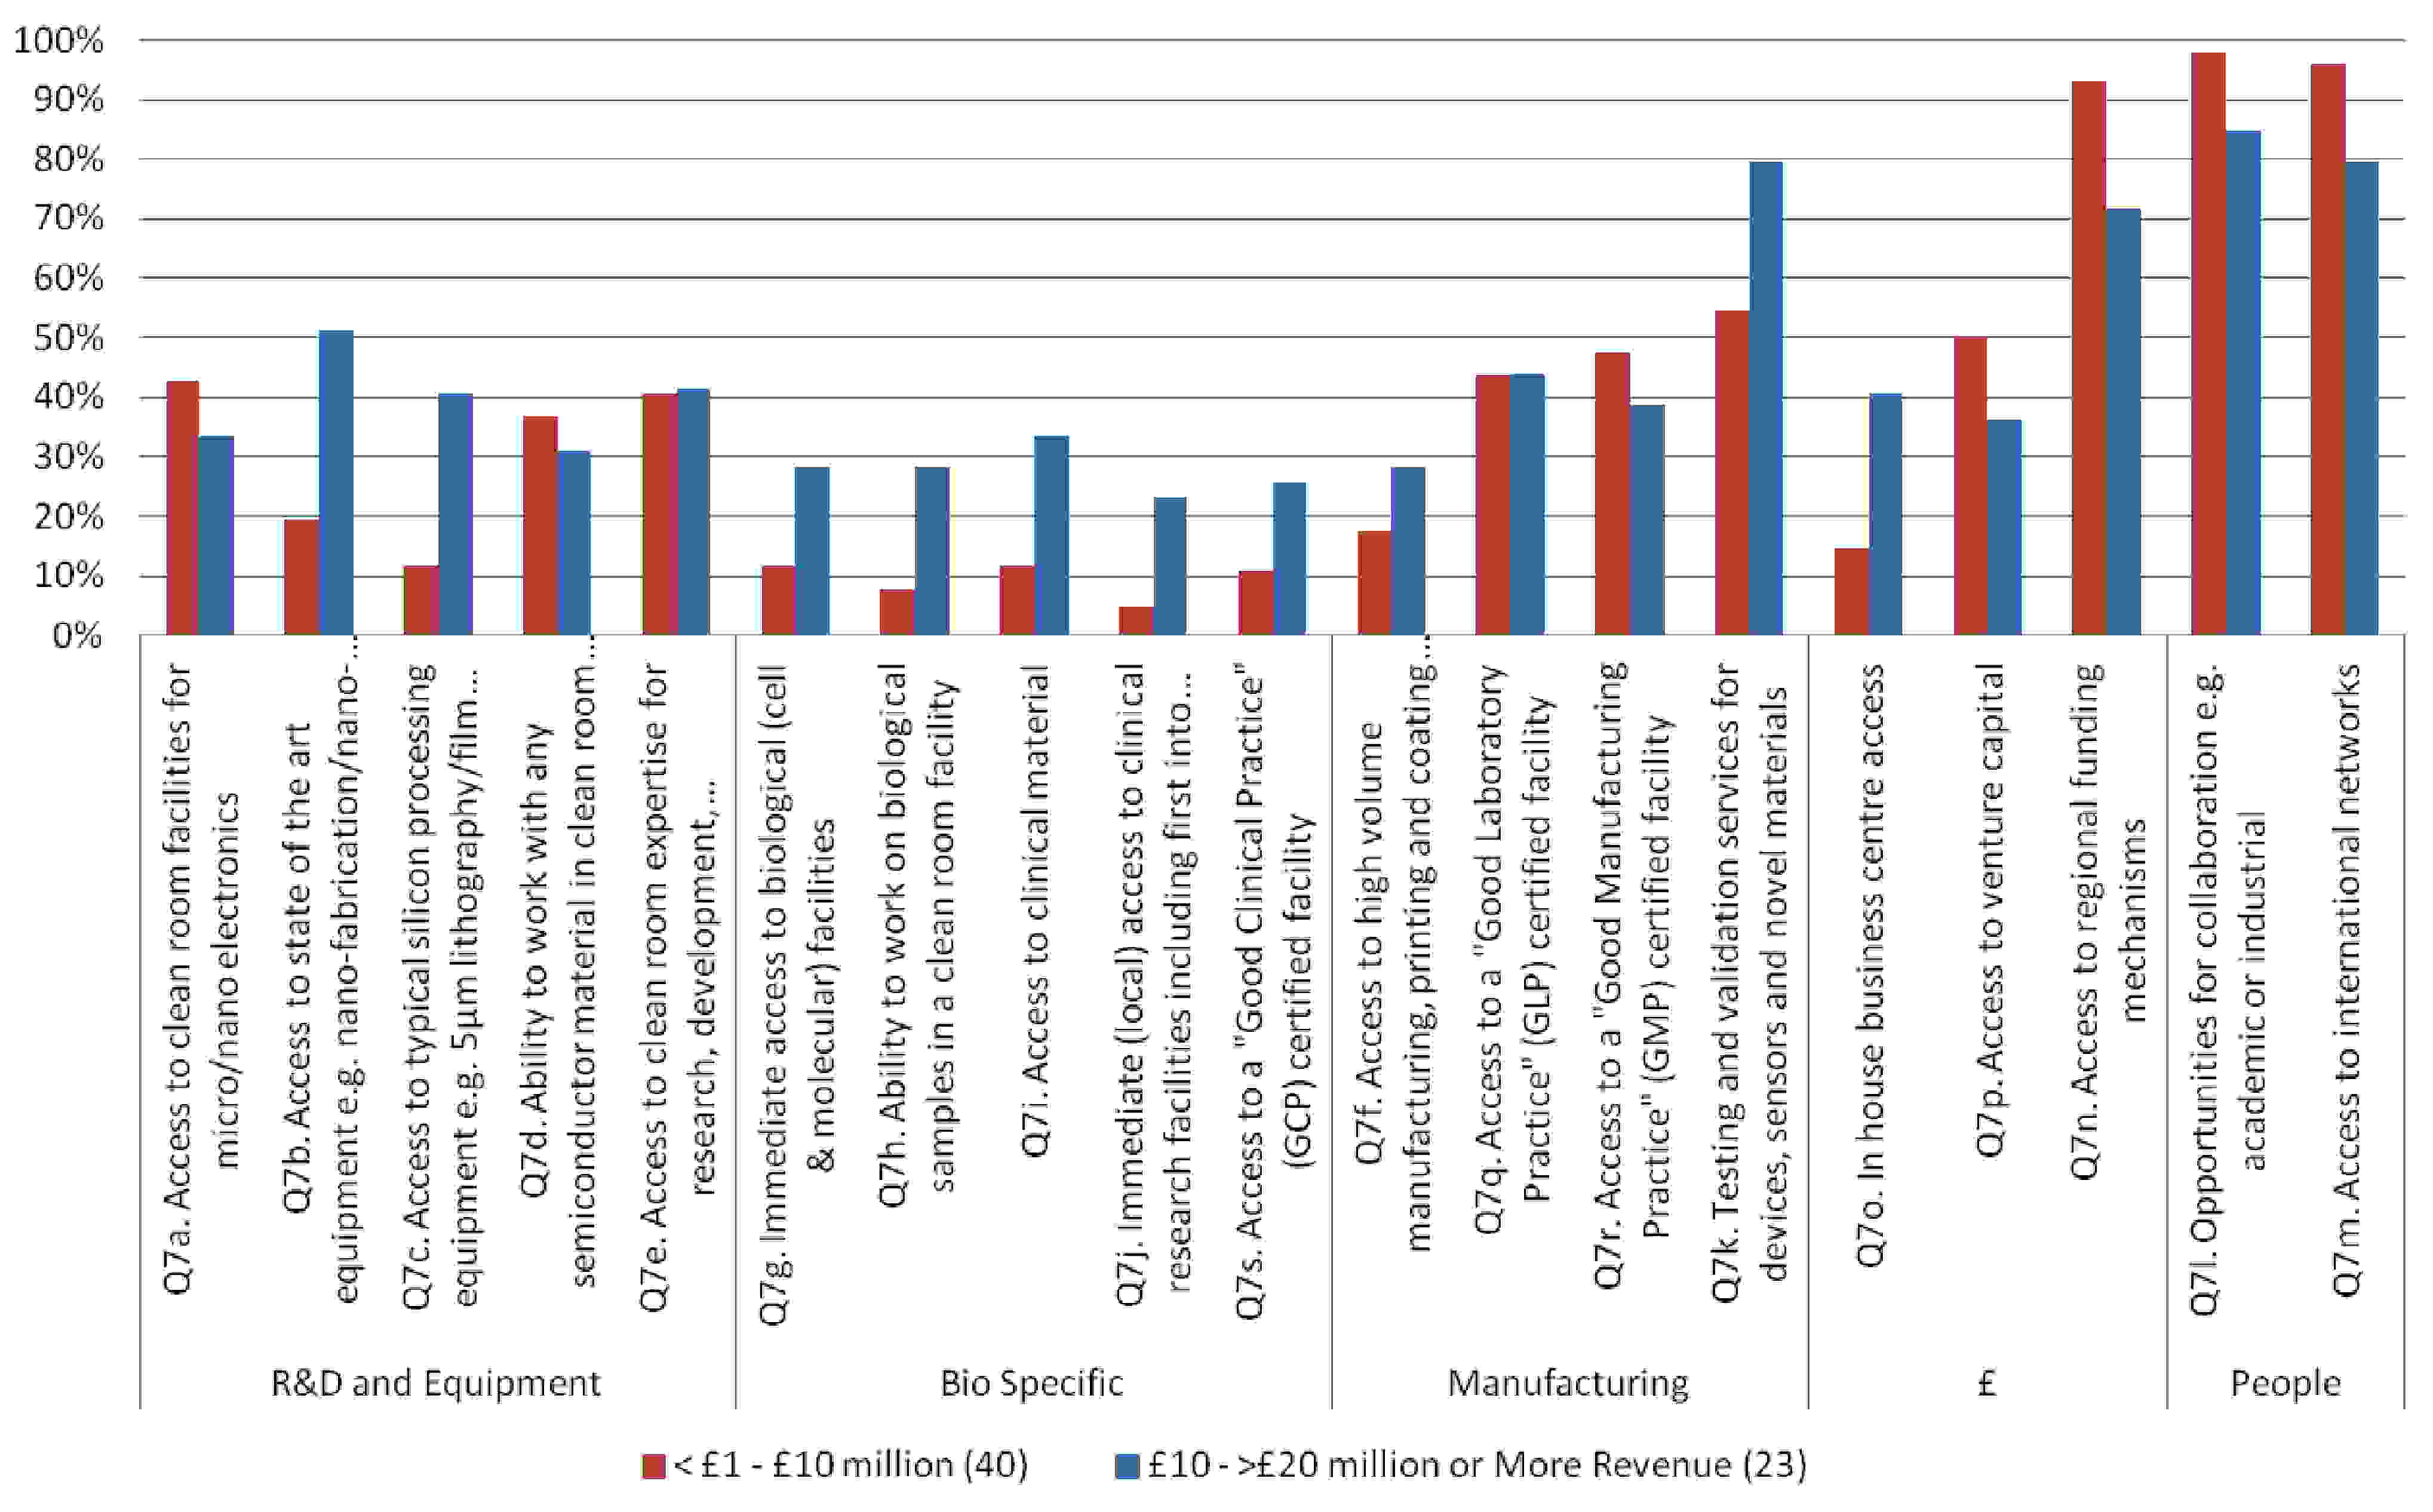 100%
90%
80%
70%
60%
50%
40%
30%
20%
10%
0%
Q7a. Access to clean room facilities for
micro/nano electronics
Q7b. Access to state of the art
equipment e.g. nano-fabrication/nano-...
Q7c. Access to typical silicon processing
equipment e.g. 5µm lithography/film...
Q7d. Ability to work with any
semiconductor material in clean room...
Q7e. Access to clean room expertise for
research, development,...
Q7g. Immediate access to biological (cell
& molecular) facilities
Q7h. Ability to work on biological
samples in a clean room facility
Q7i. Access to clinical material
Q7j. Immediate (local) access to clinical
research facilities including first into...
Q7s. Access to a "Good Clinical Practice"
(GCP) certified facility
Q7f. Access to high volume
manufacturing, printing and coating...
Q7q. Access to a "Good Laboratory
Practice" (GLP) certified facility
Q7r. Access to a "Good Manufacturing
Practice" (GMP) certified facility
Q7k. Testing and validation services for
devices, sensors and novel materials
Q7o. In house business centre access
Q7p. Access to venture capital
Q7n. Access to regional funding
mechanisms
Q7l. Opportunities for collaboration e.g.
academic or industrial
Q7m. Access to international networks
R&D and Equipment
Bio Specific
Manufacturing
£
People
< £1 - £10 million (40)
£10 - >£20 million or More Revenue (23)